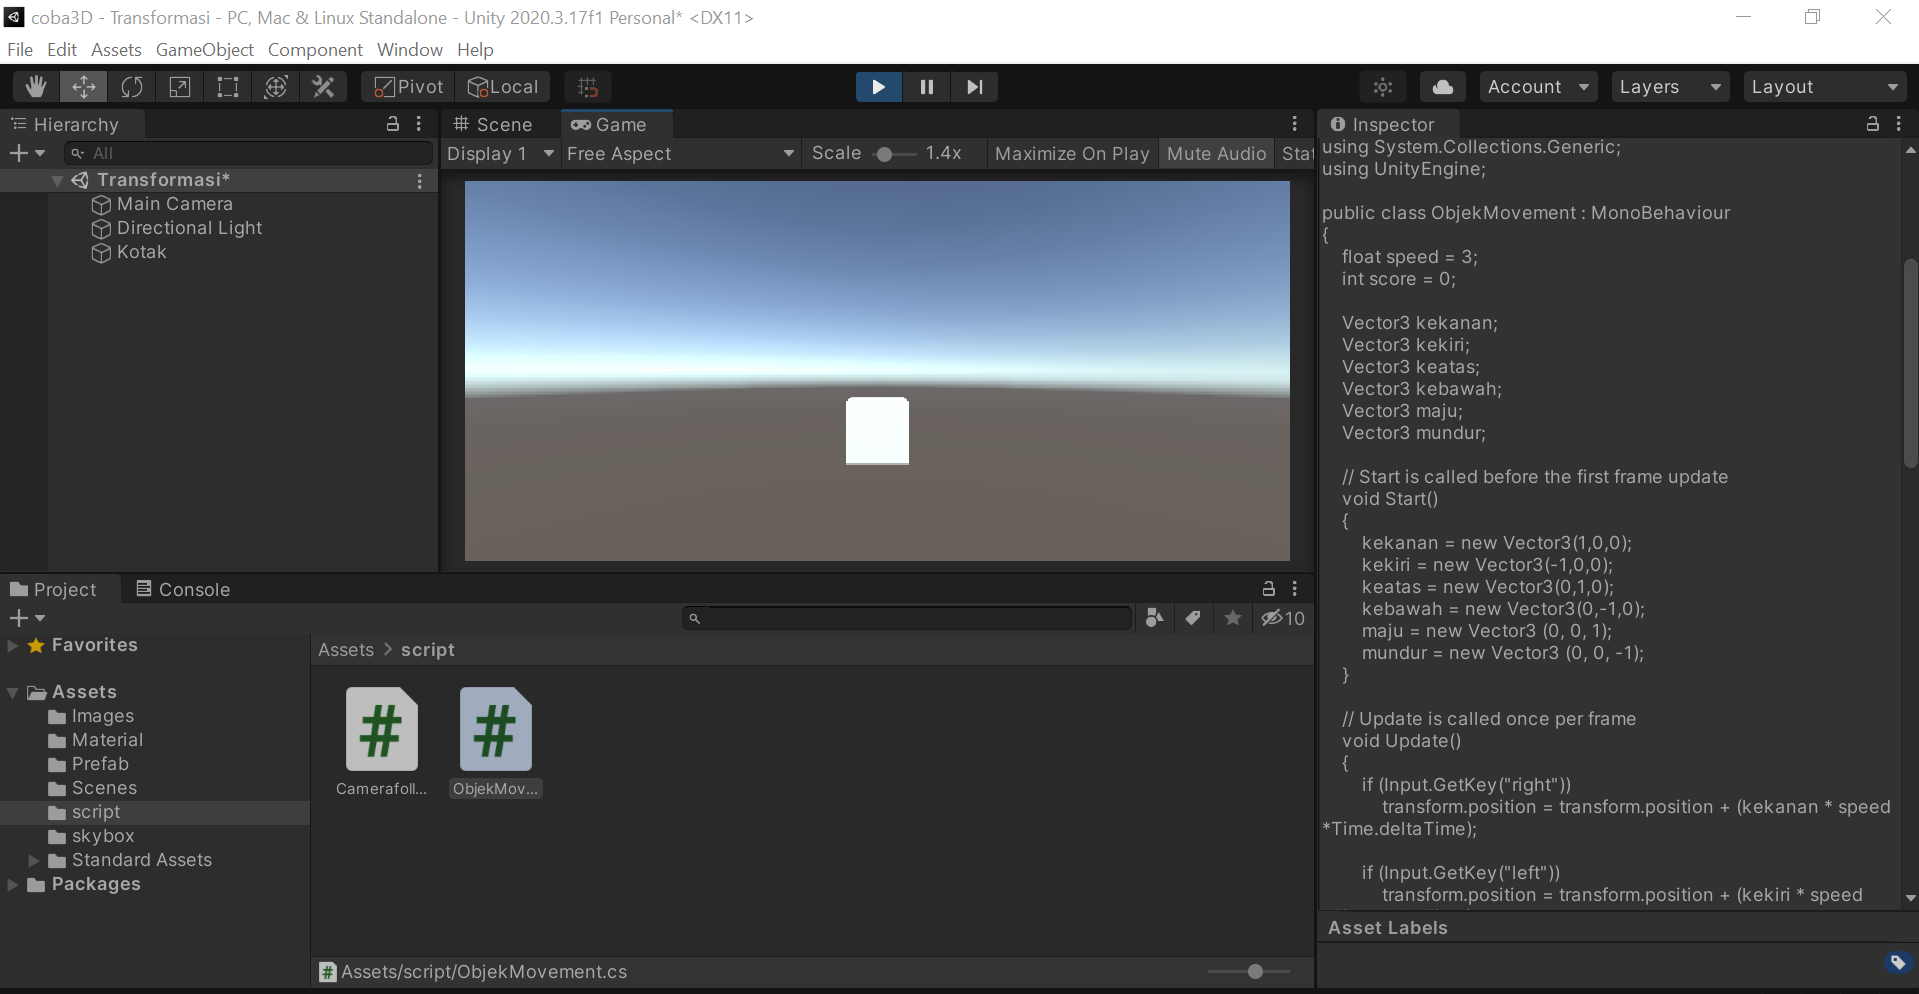 coba3D - Transformasi - PC, Mac & Linux Standalone - Unity 2020.3.17f1 Personal* <DX11>
File Edit Assets GameObject Component Window Help
Pivot Local Account Layers Layout
Hierarchy
All
Transformasi*
Main Camera
Directional Light
Kotak
Scene Game
Display 1 Free Aspect Scale 1.4x Maximize On Play Mute Audio Stat
Inspector
using System.Collections.Generic;
using UnityEngine;
public class ObjekMovement : MonoBehaviour
{
float speed = 3;
int score = 0;
Vector3 kekanan;
Vector3 kekiri;
Vector3 keatas;
Vector3 kebawah;
Vector3 maju;
Vector3 mundur;
// Start is called before the first frame update
void Start()
{
kekanan = new Vector3(1,0,0);
kekiri = new Vector3(-1,0,0);
keatas = new Vector3(0,1,0);
kebawah = new Vector3(0,-1,0);
maju = new Vector3 (0, 0, 1);
mundur = new Vector3 (0, 0, -1);
}
// Update is called once per frame
void Update()
{
if (Input.GetKey("right"))
transform.position = transform.position + (kekanan * speed
*Time.deltaTime);
if (Input.GetKey("left"))
transform.position = transform.position + (kekiri * speed
Asset Labels
Project Console
10
Favorites
Assets
Images
Material
Prefab
Scenes
script
skybox
Standard Assets
Packages
Assets > script
# #
Camerafoll... ObjekMov...
# Assets/script/ObjekMovement.cs